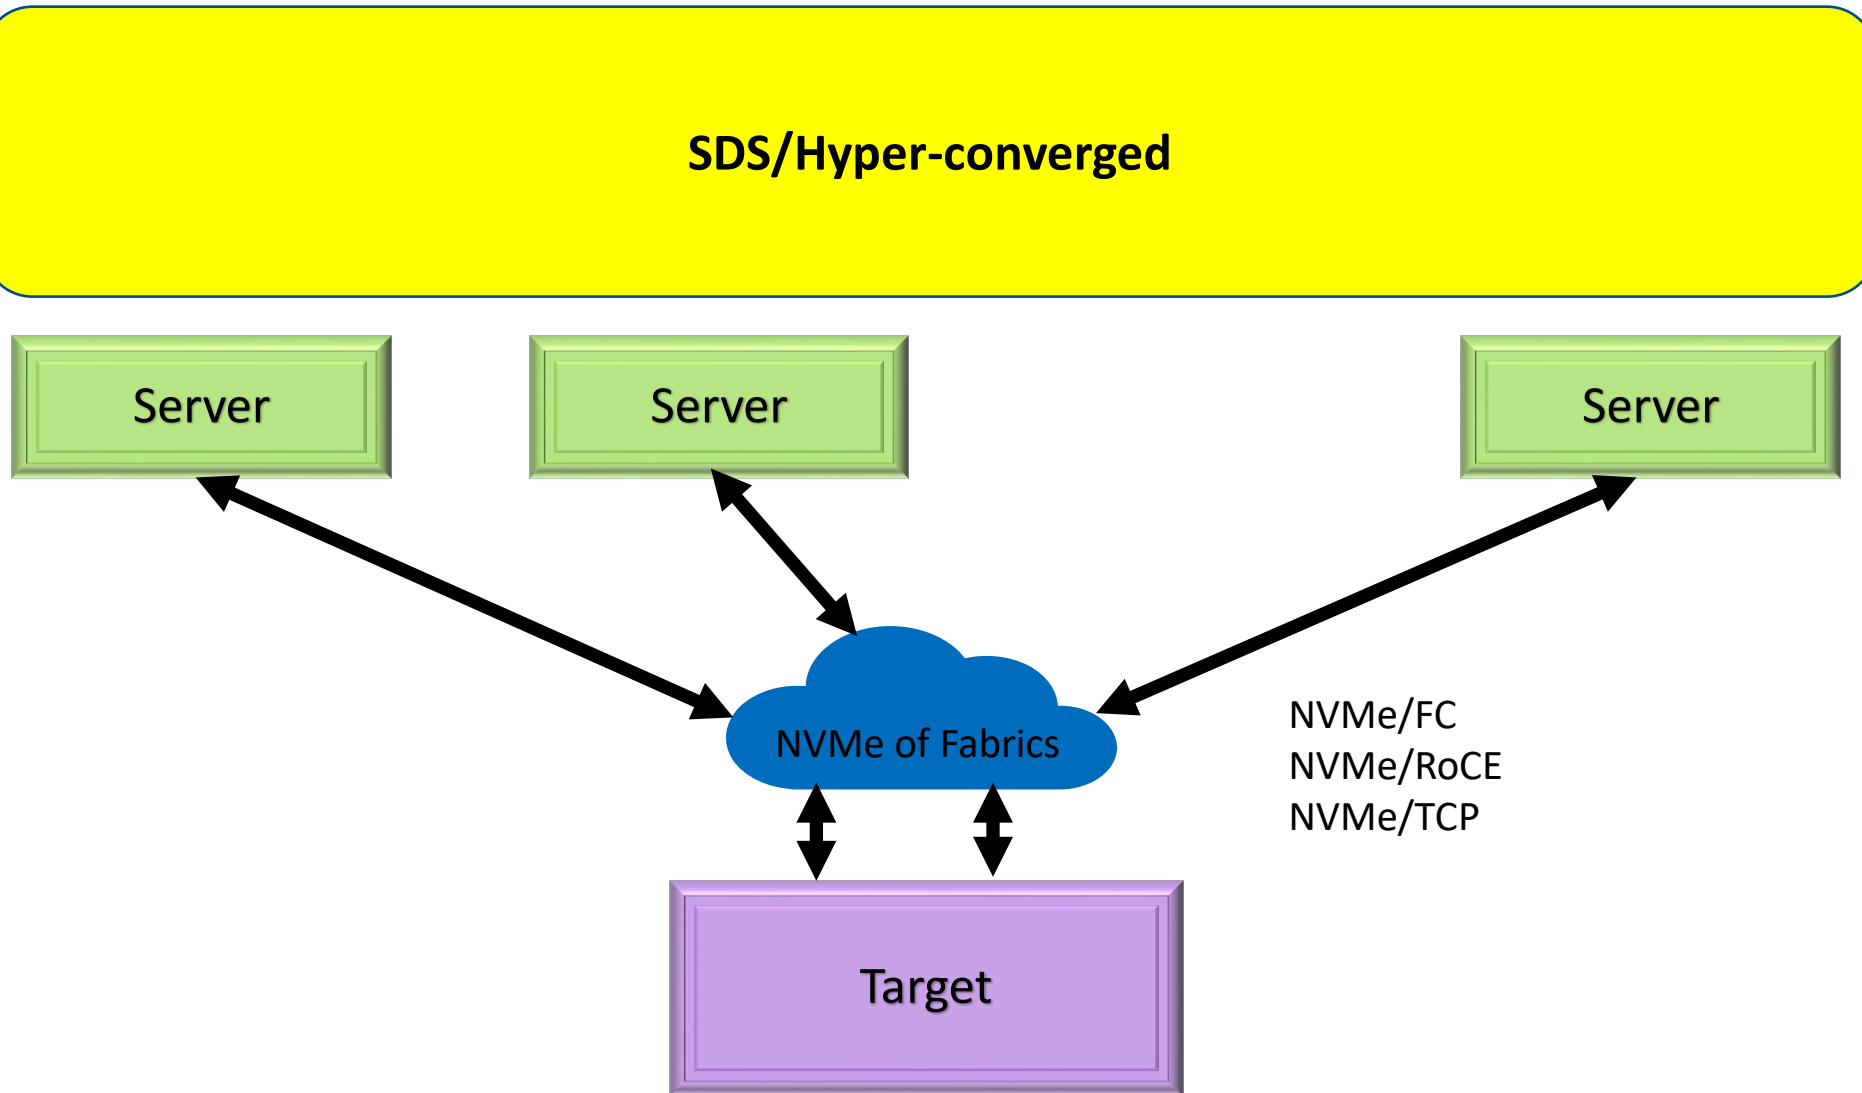 SDS/Hyper-converged
Server
Server
Server
NVMe of Fabrics
NVMe/FC
NVMe/RoCE
NVMe/TCP
Target